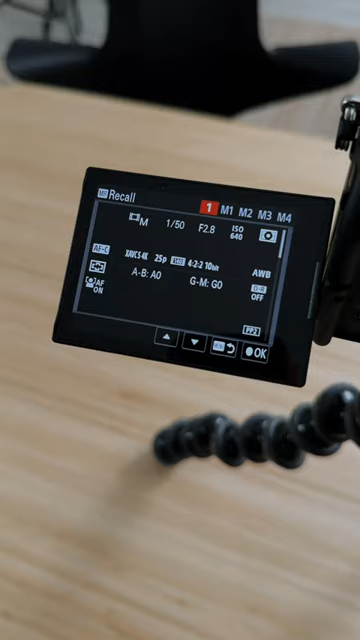 MR Recall
1 M1 M2 M3 M4
M 1/50 F2.8 ISO 640
AF-C XAVC S 4K 25p 4:2:2 10bit AWB
A-B: A0 G-M: G0 D-R OFF
AF ON
PP2
MENU OK